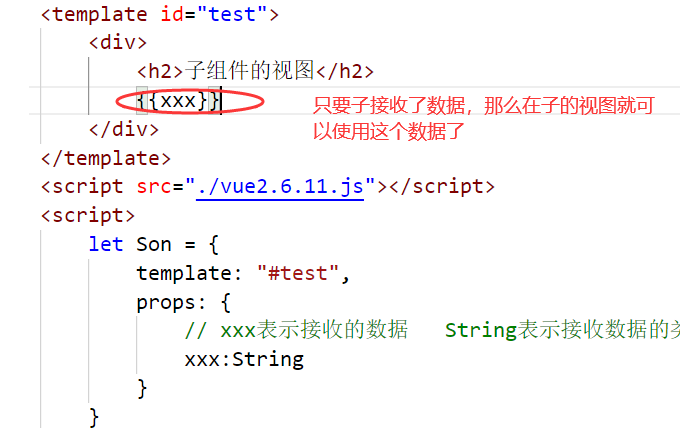 <template id="test">
<div>
<h2>子组件的视图</h2>
{{xxx}}
只要子接收了数据，那么在子的视图就可
以使用这个数据了
</div>
</template>
<script src="./vue2.6.11.js"></script>
<script>
let Son = {
template: "#test",
props: {
// xxx表示接收的数据 String表示接收数据的类
xxx:String
}
}